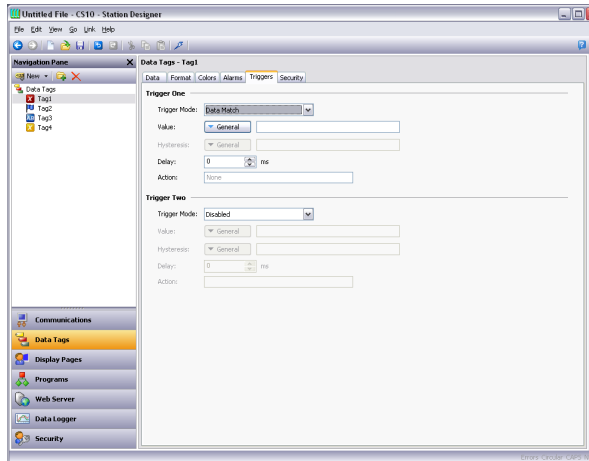 Untitled File - CS10 - Station Designer
File Edit View Go Link Help
Navigation Pane
New
Data Tags
Tag1
Tag2
Tag3
Tag4
Communications
Data Tags
Display Pages
Programs
Web Server
Data Logger
Security
Data Tags - Tag1
Data Format Colors Alarms Triggers Security
Trigger One
Trigger Mode: Data Match
Value: General
Hysteresis: General
Delay: 0 ms
Action: None
Trigger Two
Trigger Mode: Disabled
Value: General
Hysteresis: General
Delay: 0 ms
Action:
Errors Circular CAPS